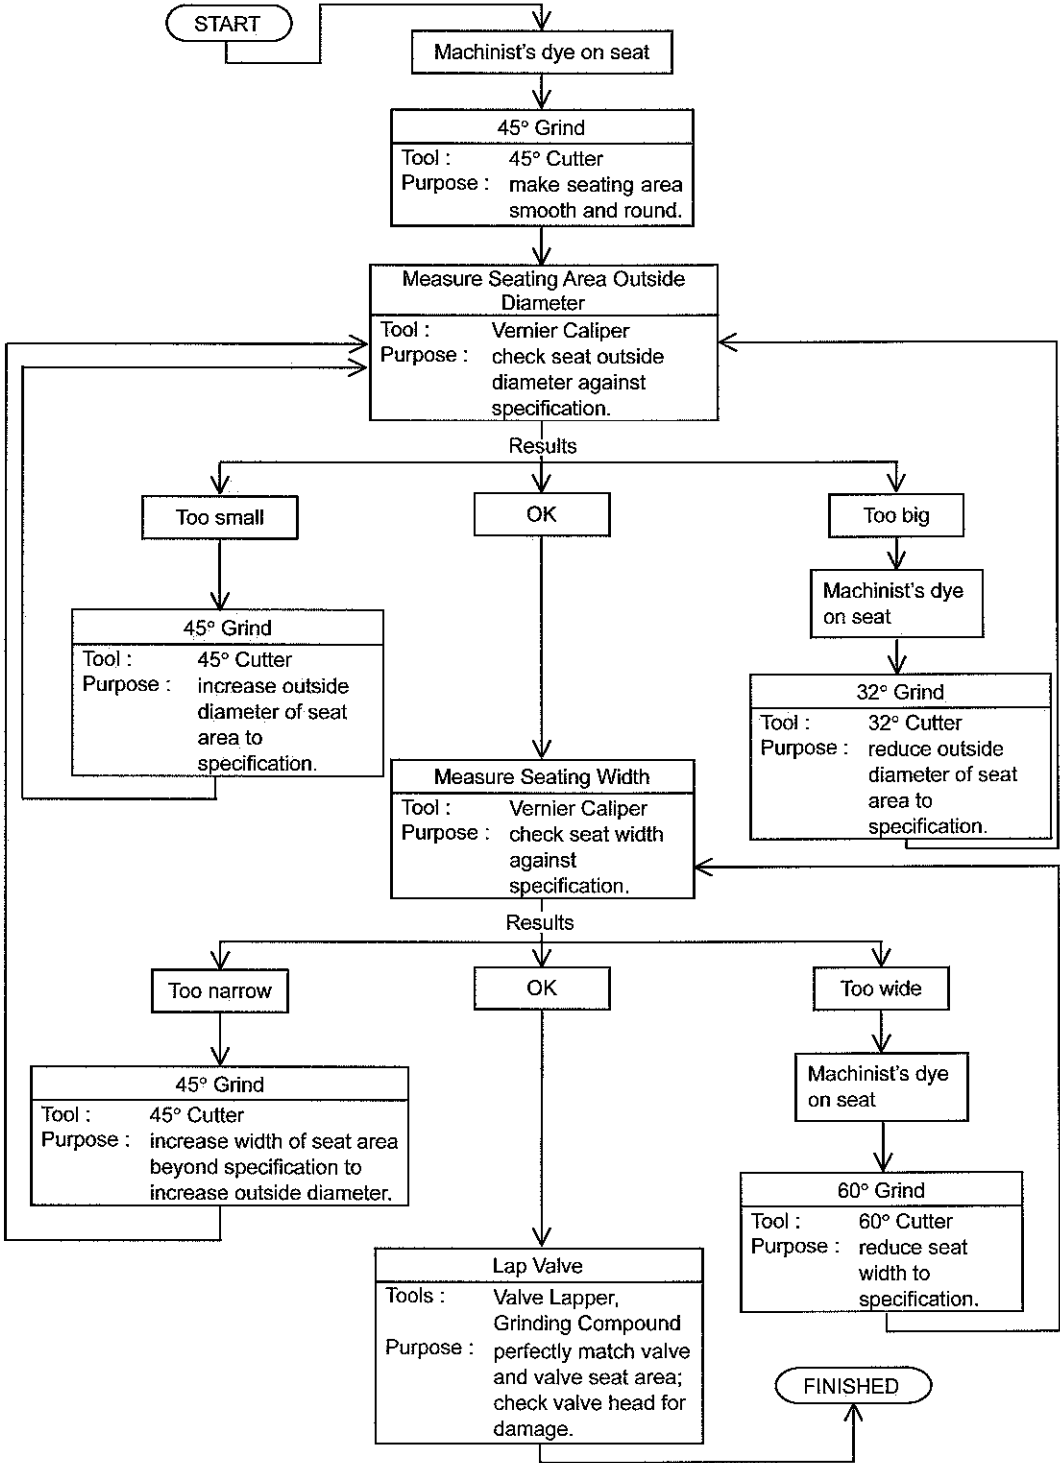 START
Machinist's dye on seat
45° Grind
Tool : 45° Cutter
Purpose : make seating area
smooth and round.
Measure Seating Area Outside
Diameter
Tool : Vernier Caliper
Purpose : check seat outside
diameter against
specification.
Results
Too small
OK
Too big
Machinist's dye
on seat
45° Grind
Tool : 45° Cutter
Purpose : increase outside
diameter of seat
area to
specification.
32° Grind
Tool : 32° Cutter
Purpose : reduce outside
diameter of seat
area to
specification.
Measure Seating Width
Tool : Vernier Caliper
Purpose : check seat width
against
specification.
Results
Too narrow
OK
Too wide
Machinist's dye
on seat
45° Grind
Tool : 45° Cutter
Purpose : increase width of seat area
beyond specification to
increase outside diameter.
60° Grind
Tool : 60° Cutter
Purpose : reduce seat
width to
specification.
Lap Valve
Tools : Valve Lapper,
Grinding Compound
Purpose : perfectly match valve
and valve seat area;
check valve head for
damage.
FINISHED